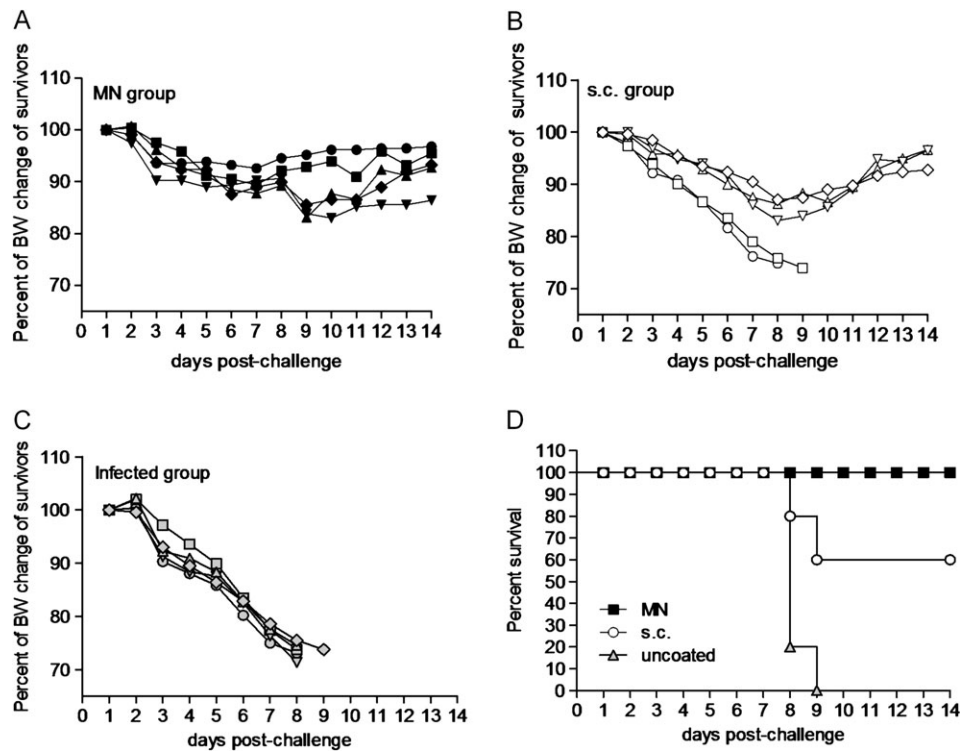 A
Percent of BW change of survivors
MN group
110
100
90
80
70
0 1 2 3 4 5 6 7 8 9 10 11 12 13 14
days post-challenge
B
Percent of BW change of survivors
s.c. group
110
100
90
80
70
0 1 2 3 4 5 6 7 8 9 10 11 12 13 14
days post-challenge
C
Percent of BW change of survivors
Infected group
110
100
90
80
70
0 1 2 3 4 5 6 7 8 9 10 11 12 13 14
days post-challenge
D
Percent survival
100
90
80
70
60
50
40
30
20
10
0
MN
s.c.
uncoated
0 1 2 3 4 5 6 7 8 9 10 11 12 13 14
days post-challenge